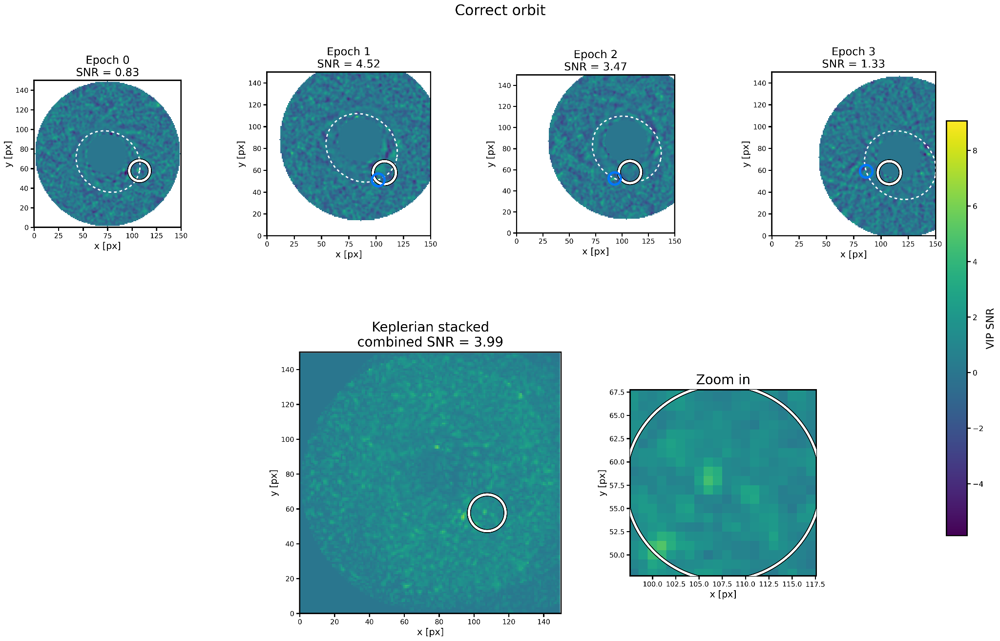 Correct orbit
Epoch 0
SNR = 0.83
140
120
100
80
60
40
20
0
y [px]
0 25 50 75 100 125 150
x [px]
Epoch 1
SNR = 4.52
140
120
100
80
60
40
20
0
y [px]
0 25 50 75 100 125 150
x [px]
Epoch 2
SNR = 3.47
140
120
100
80
60
40
20
0
y [px]
0 25 50 75 100 125 150
x [px]
Epoch 3
SNR = 1.33
140
120
100
80
60
40
20
0
y [px]
0 25 50 75 100 125 150
x [px]
Keplerian stacked
combined SNR = 3.99
140
120
100
80
60
40
20
0
y [px]
0 20 40 60 80 100 120 140
x [px]
Zoom in
67.5
65.0
62.5
60.0
57.5
55.0
52.5
50.0
y [px]
100.0 102.5 105.0 107.5 110.0 112.5 115.0 117.5
x [px]
8
6
4
2
0
−2
−4
VIP SNR